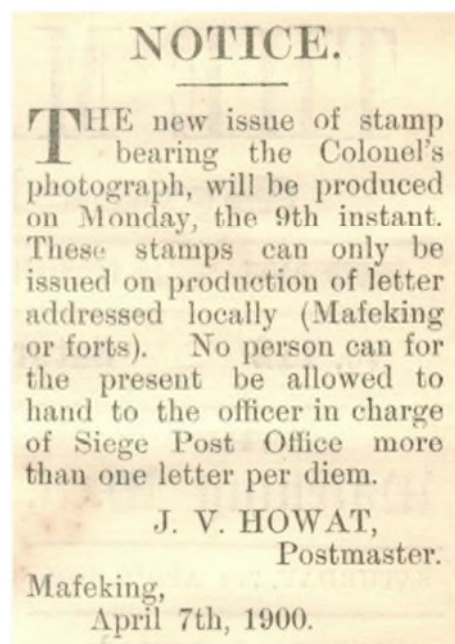 NOTICE.
THE new issue of stamp
bearing the Colonel's
photograph, will be produced
on Monday, the 9th instant.
These stamps can only be
issued on production of letter
addressed locally (Mafeking
or forts). No person can for
the present be allowed to
hand to the officer in charge
of Siege Post Office more
than one letter per diem.
J. V. HOWAT,
Postmaster.
Mafeking,
April 7th, 1900.